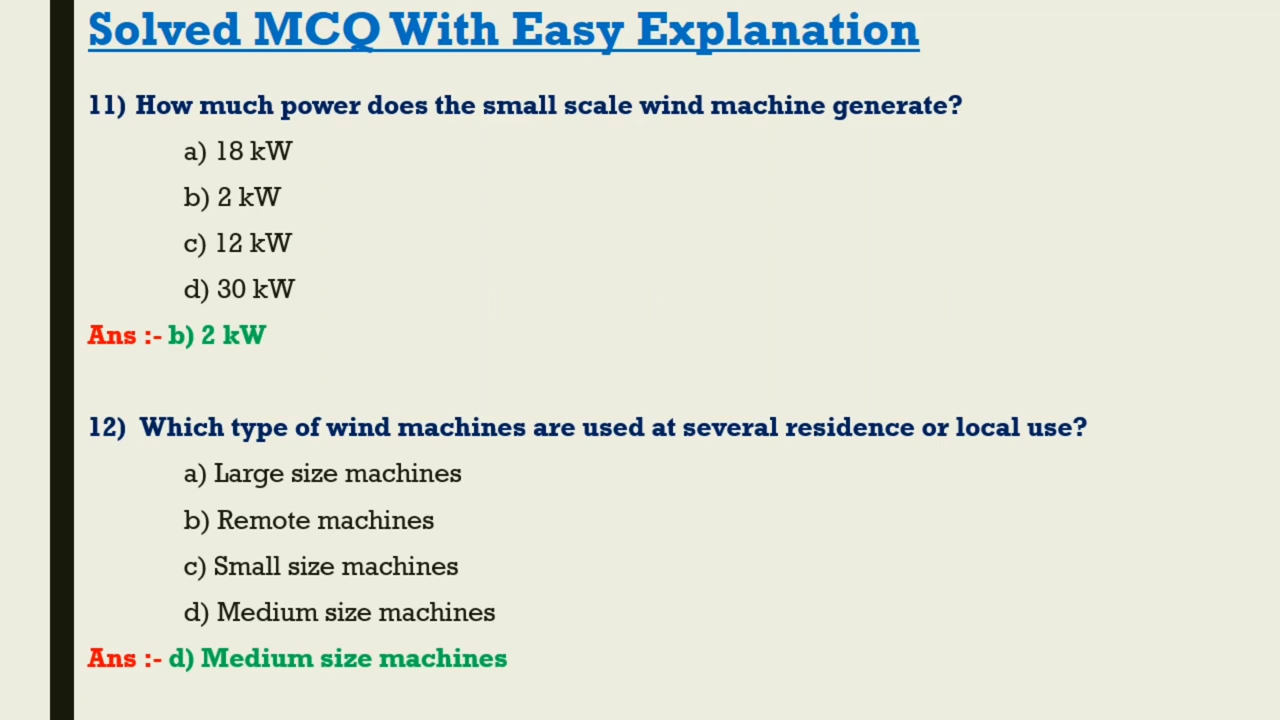 Solved MCQ With Easy Explanation
11) How much power does the small scale wind machine generate?
a) 18 kW
b) 2 kW
c) 12 kW
d) 30 kW
Ans :- b) 2 kW
12) Which type of wind machines are used at several residence or local use?
a) Large size machines
b) Remote machines
c) Small size machines
d) Medium size machines
Ans :- d) Medium size machines